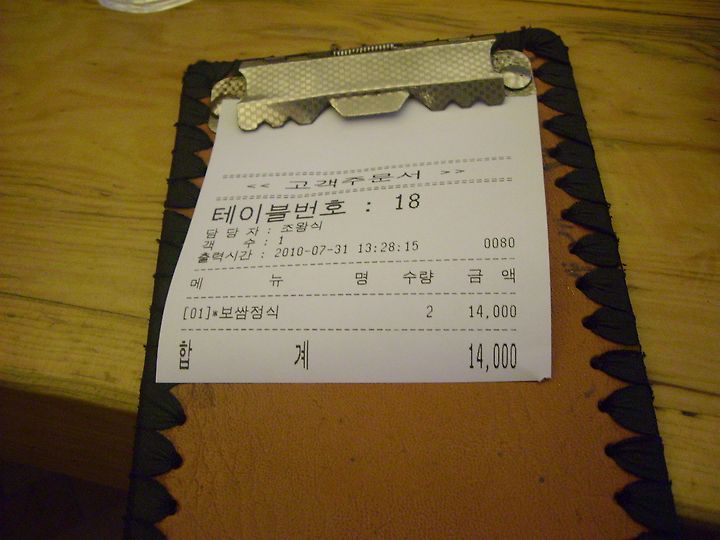 << 고객주문서 >>
테이블번호 : 18
담 당 자 : 조왕식
객 수 : 1
출력시간 : 2010-07-31 13:28:15 0080
메 뉴 명 수량 금 액
[01]*보쌈정식 2 14,000
합 계 14,000